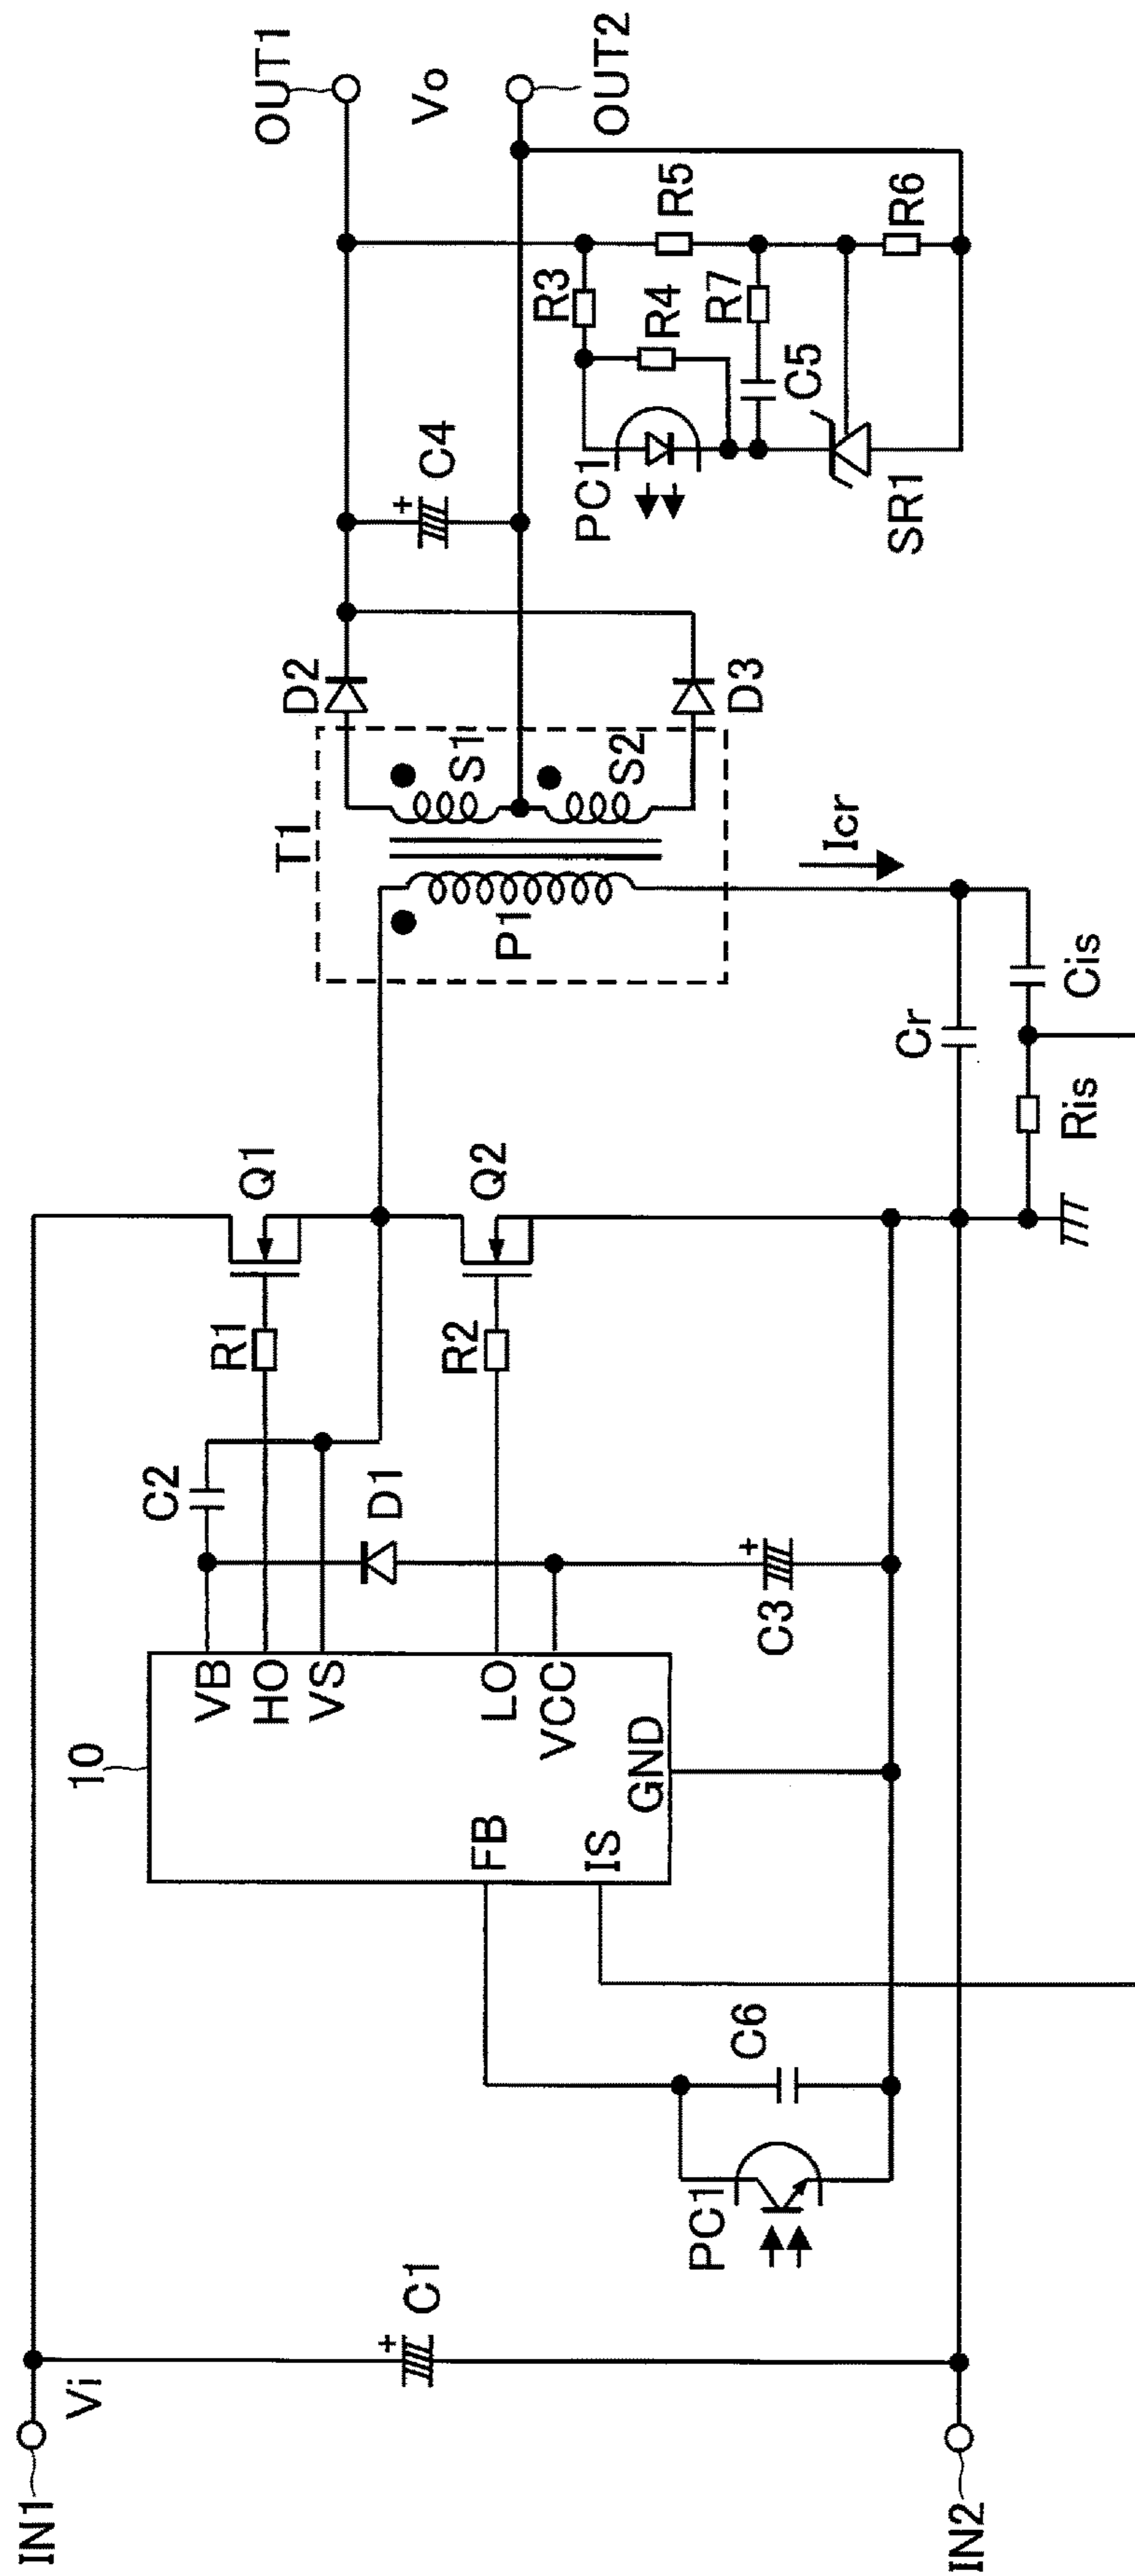 IN1
Vi
C1
IN2
PC1
C6
10
FB
IS
GND
VB
HO
VS
LO
VCC
C2
D1
C3
R1
R2
Q1
Q2
Cr
Ris
Cis
Icr
T1
P1
S1
S2
D2
D3
+
C4
+
+
PC1
SR1
R3
R4
R7
C5
R5
R6
OUT1
Vo
OUT2
+